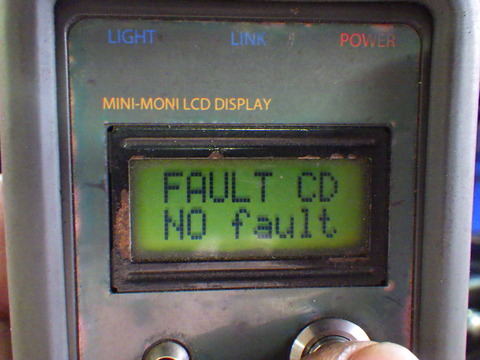 LIGHT LINK POWER
MINI-MONI LCD DISPLAY
FAULT CD
NO fault